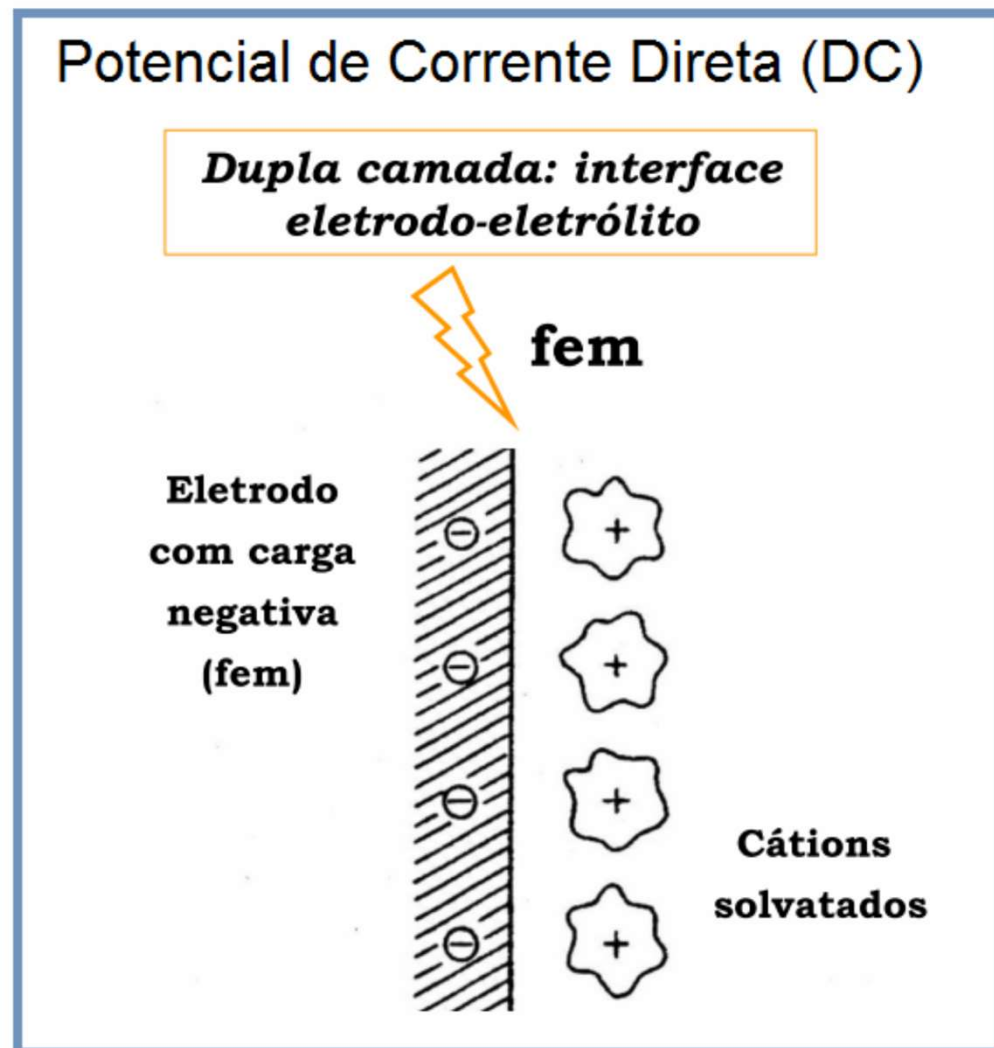 Potencial de Corrente Direta (DC)
Dupla camada: interface
eletrodo-eletrólito
fem
Eletrodo
com carga
negativa
(fem)
Cátions
solvatados